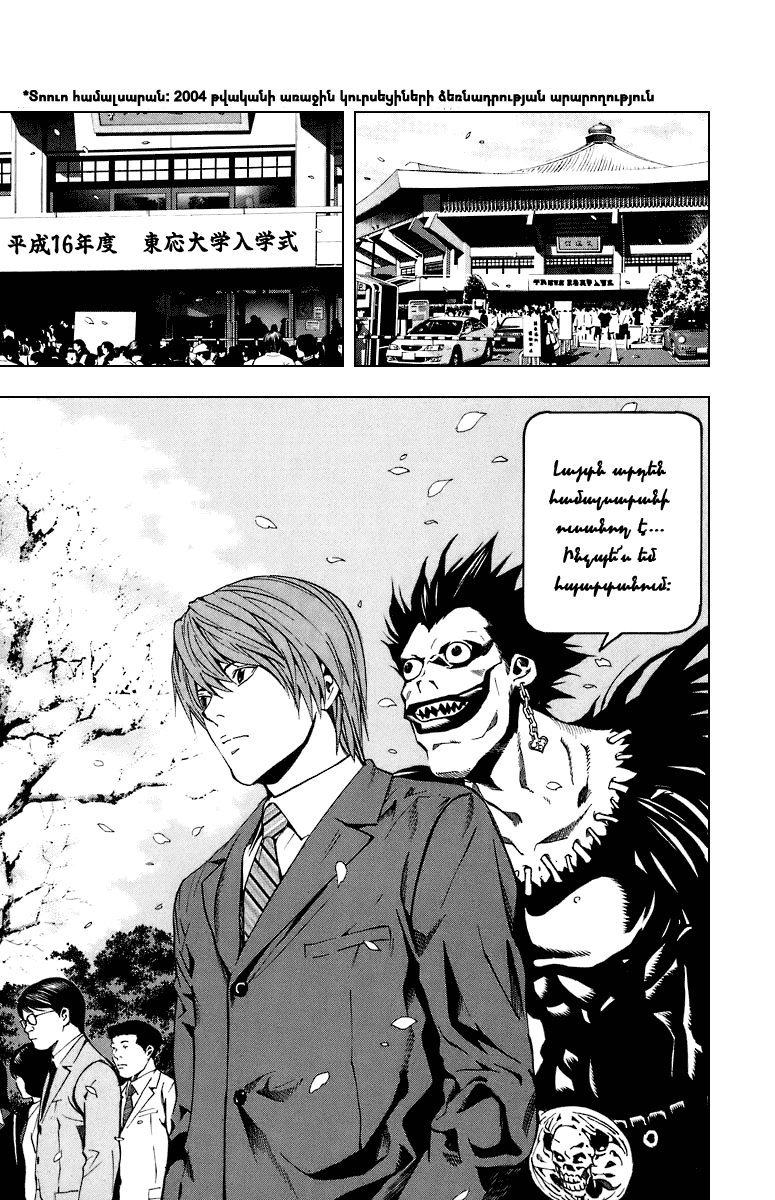 *Տոուո համալսարան: 2004 թվականի առաջին կուրսեցիների ձեռնադրության արարողություն
平成16年度 東応大学入学式
Լայթն արդեն
համալսարանի
ուսանող է...
Ինչպե՜ս եմ
հպարտանում: